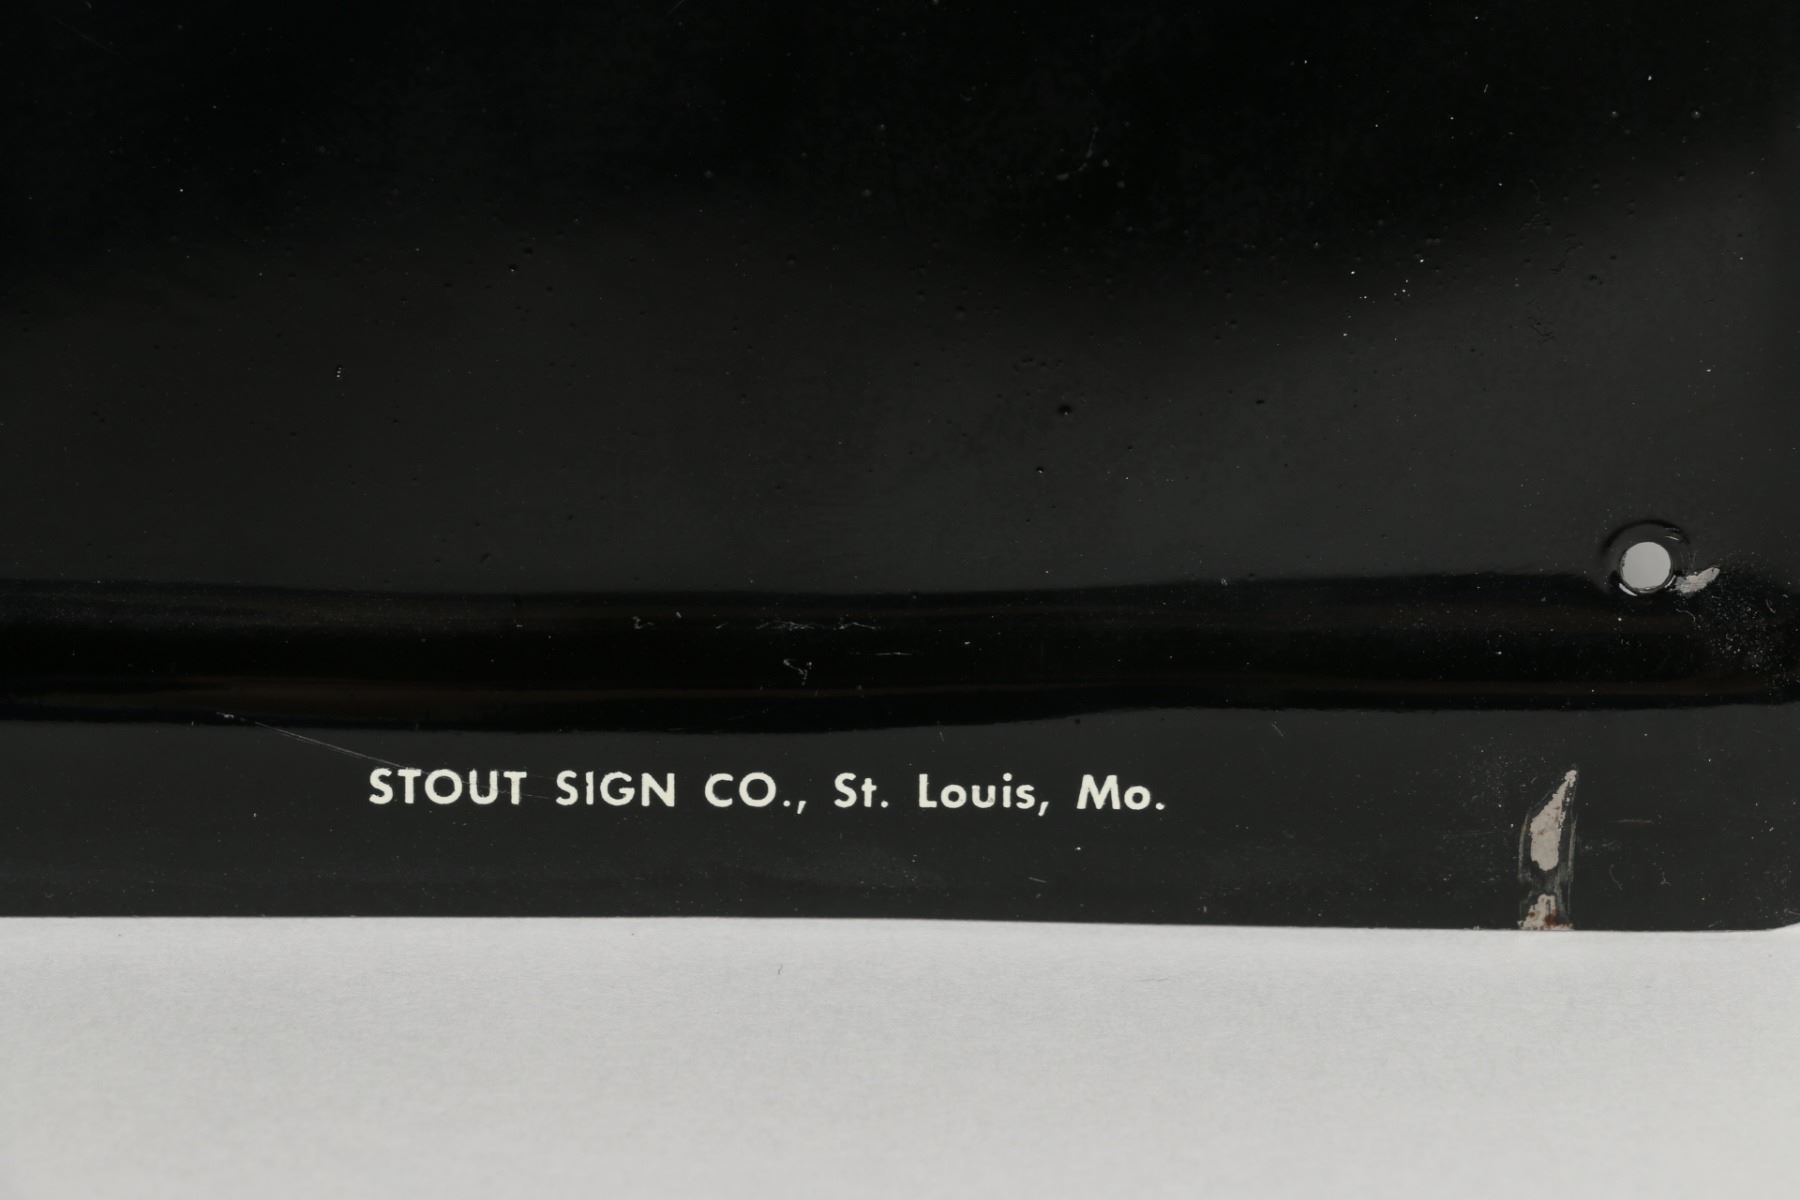 STOUT SIGN CO., St. Louis, Mo.